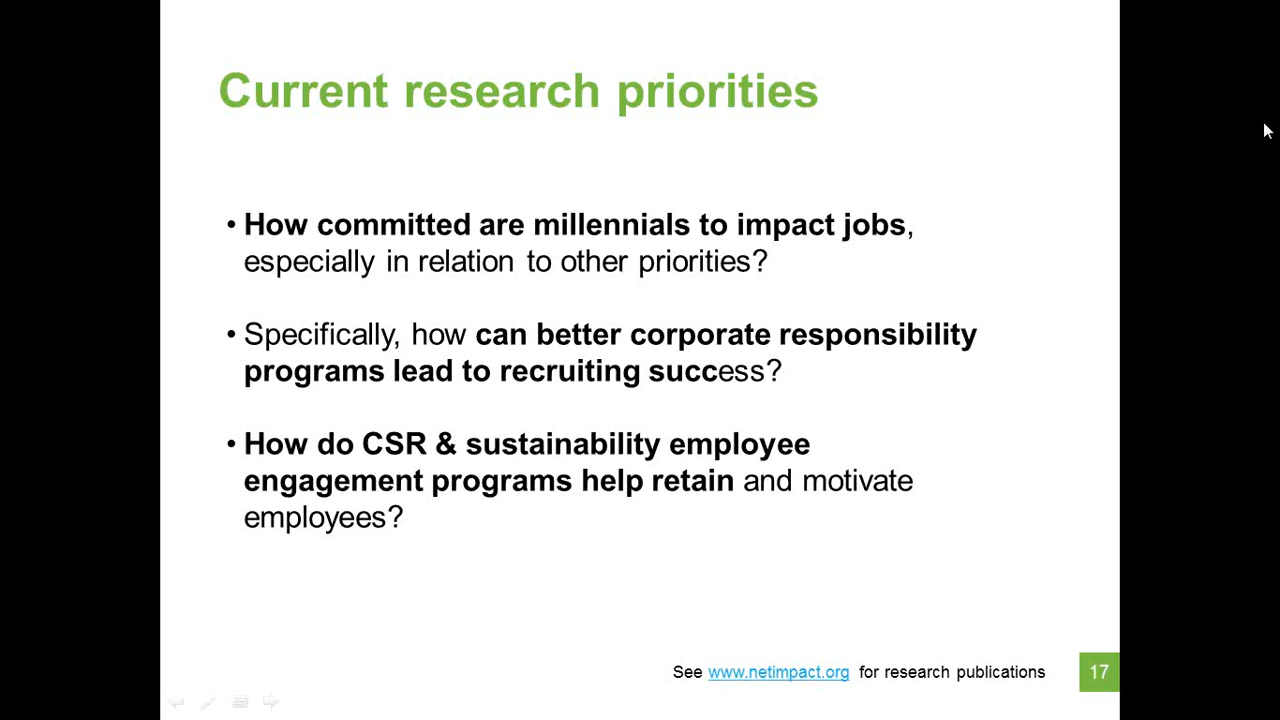 Current research priorities
• How committed are millennials to impact jobs,
especially in relation to other priorities?
• Specifically, how can better corporate responsibility
programs lead to recruiting success?
• How do CSR & sustainability employee
engagement programs help retain and motivate
employees?
See www.netimpact.org for research publications
17